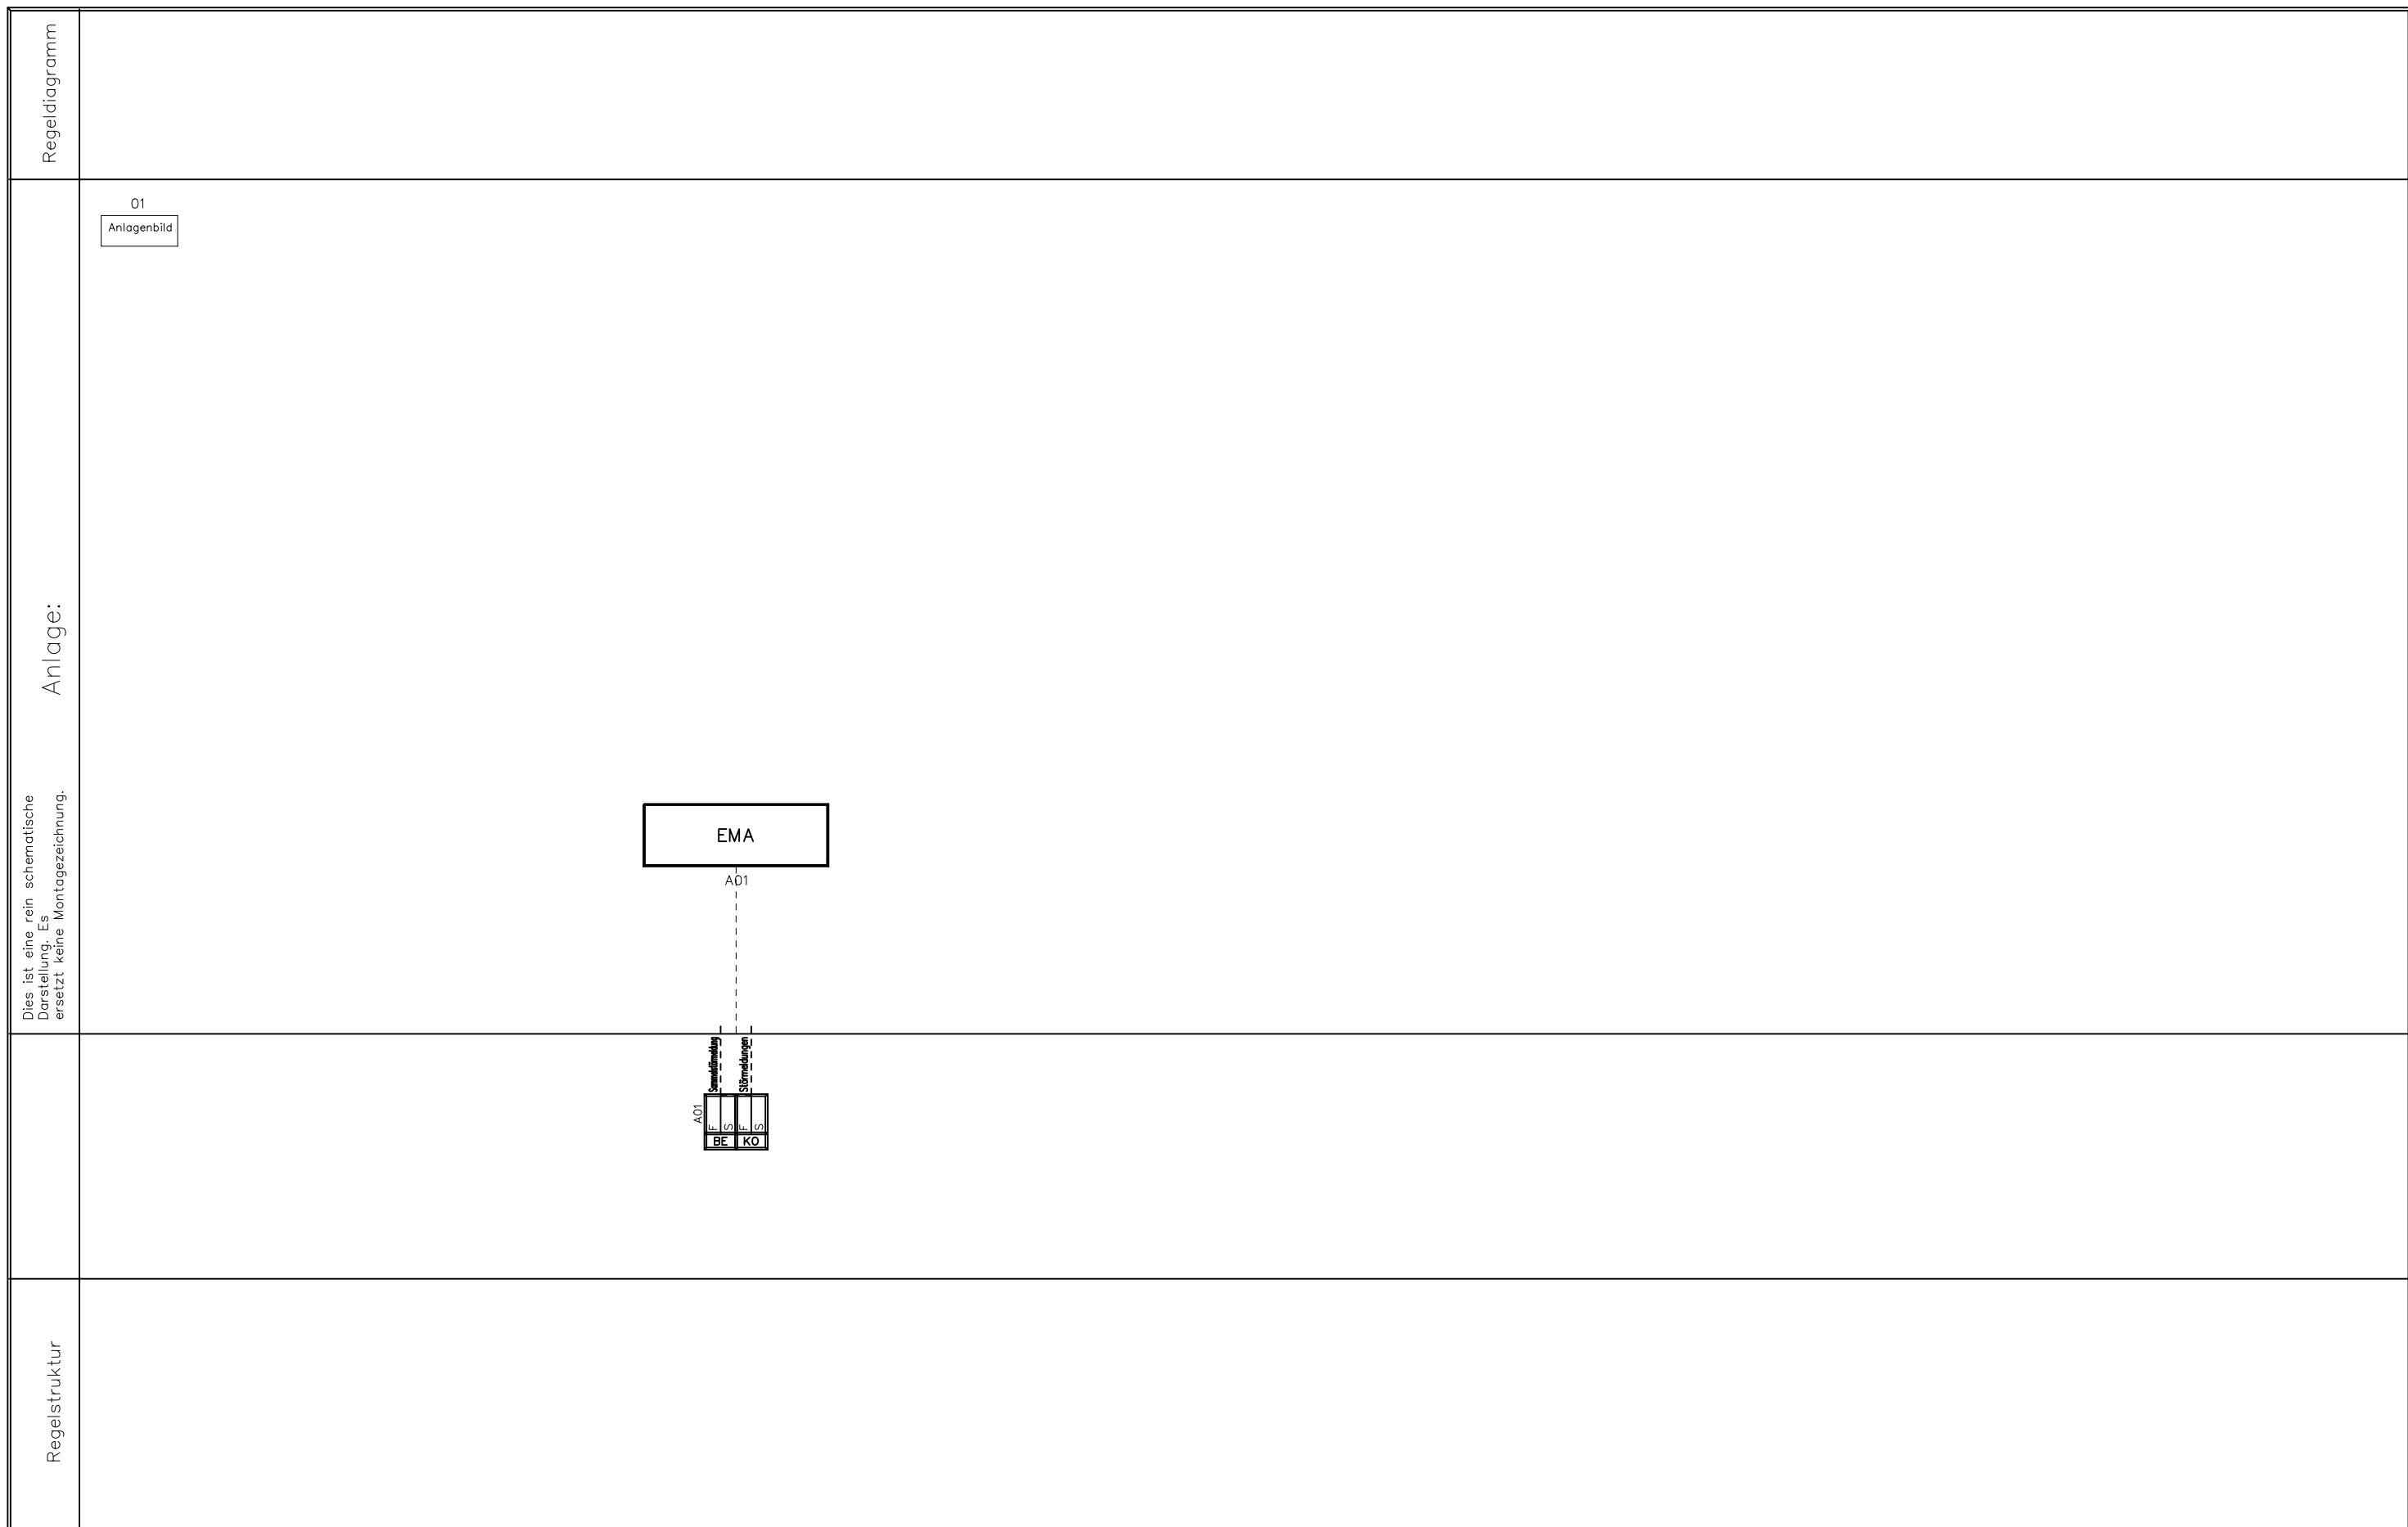 Regeldiagramm
01
Anlagenbild
Anlage:
Dies ist eine rein schematische
Darstellung. Es
ersetzt keine Montagezeichnung.
EMA
A01
Sammelstörmeldung
Störmeldungen
A01
F
S
F
S
BE
KO
Regelstruktur